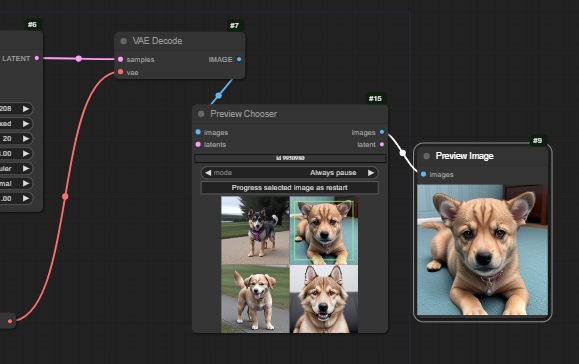 #6
#7
LATENT
VAE Decode
samples
IMAGE
vae
208
xed
20
.00
uler
mal
.00
#15
Preview Chooser
images
images
latents
latent
mode
Always pause
Progress selected image as restart
#9
Preview Image
images